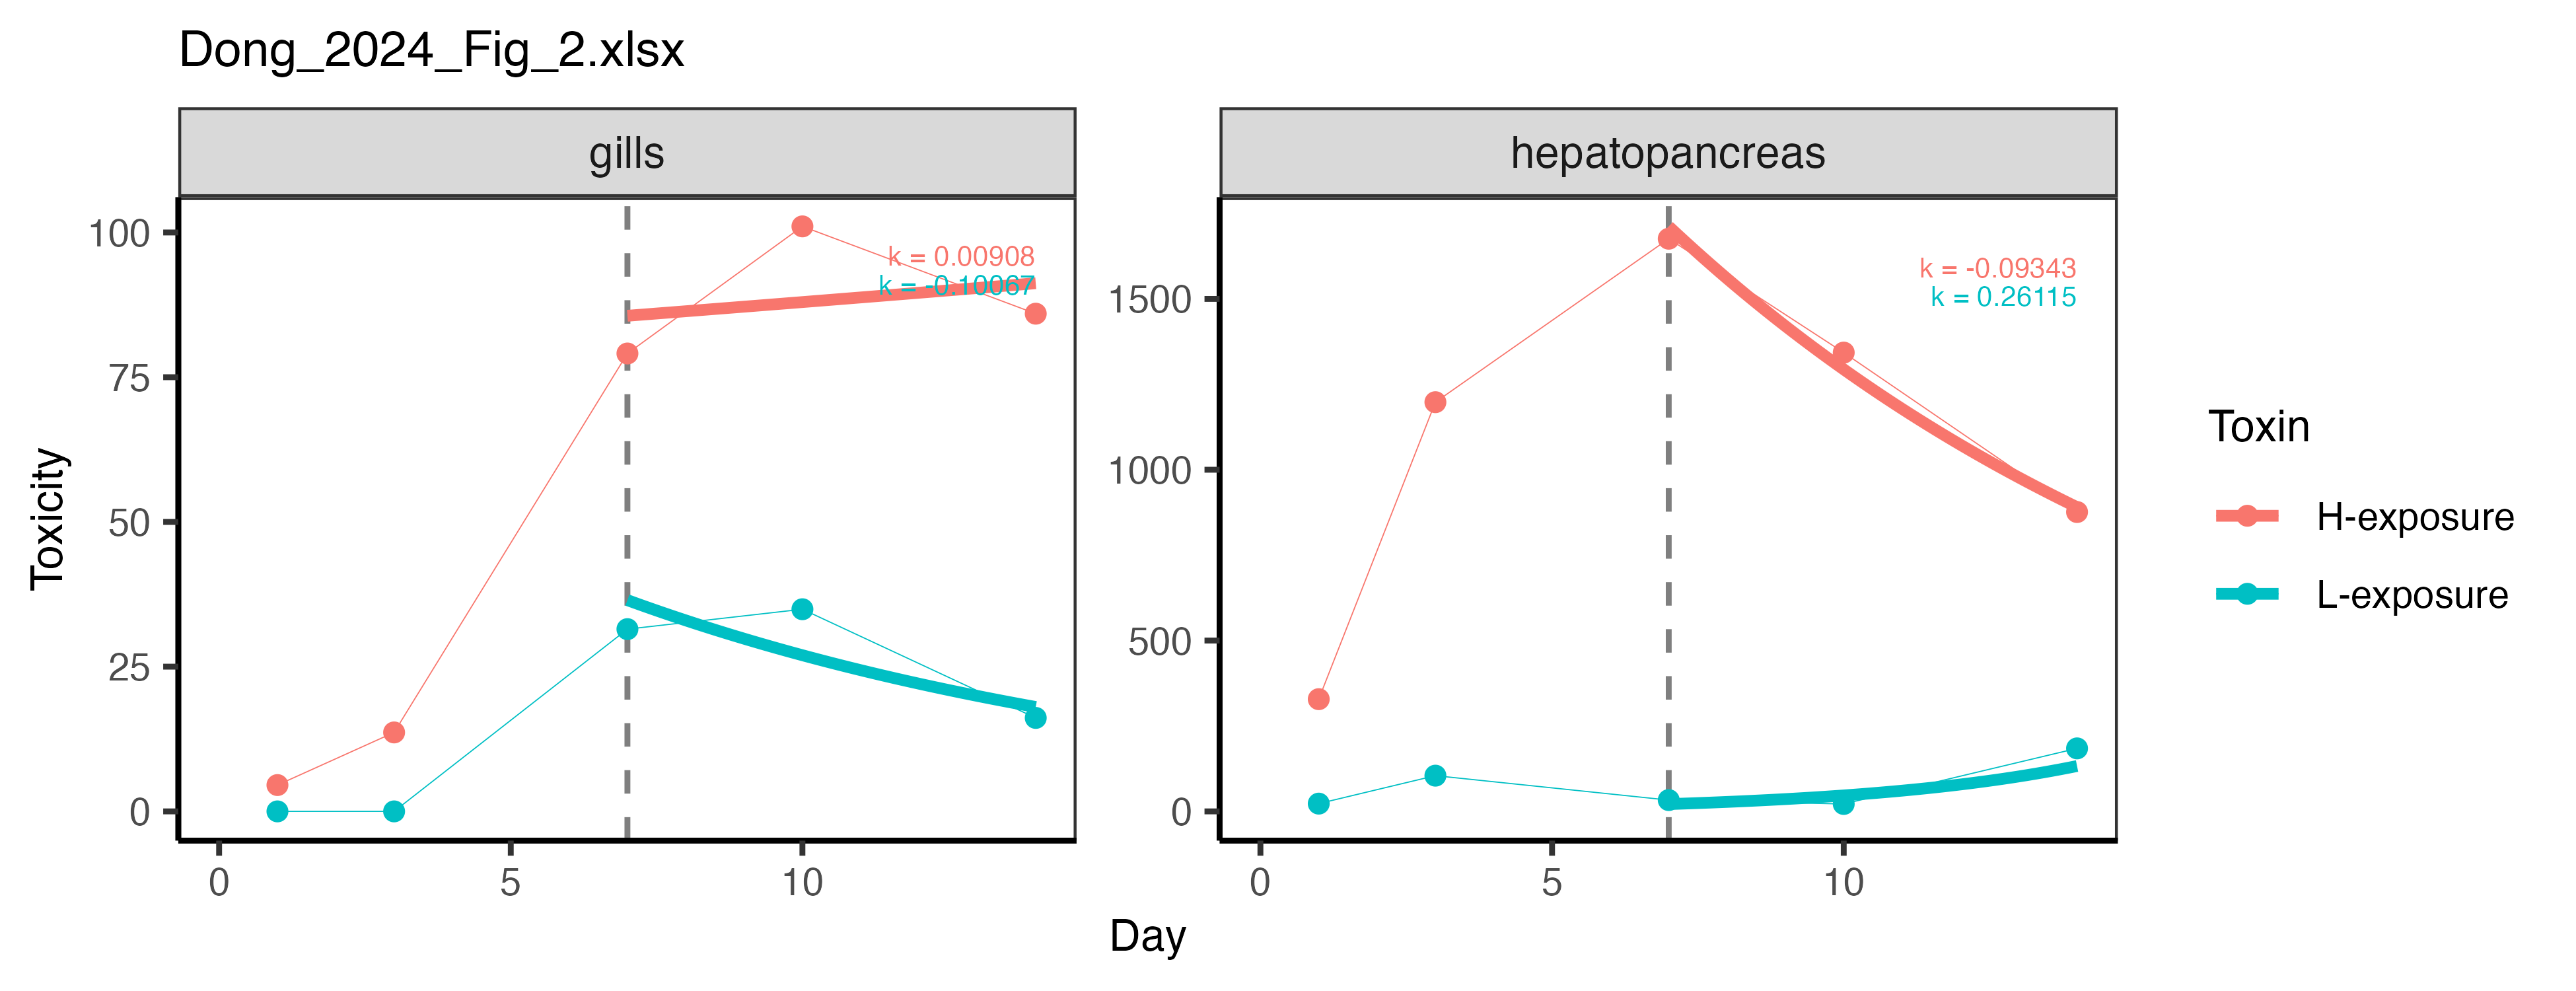 Dong_2024_Fig_2.xlsx
gills
hepatopancreas
Toxicity
100
75
50
25
0
k = 0.00908
k = -0.10067
0
5
10
1500
1000
500
0
k = -0.09343
k = 0.26115
0
5
10
Day
Toxin
H-exposure
L-exposure